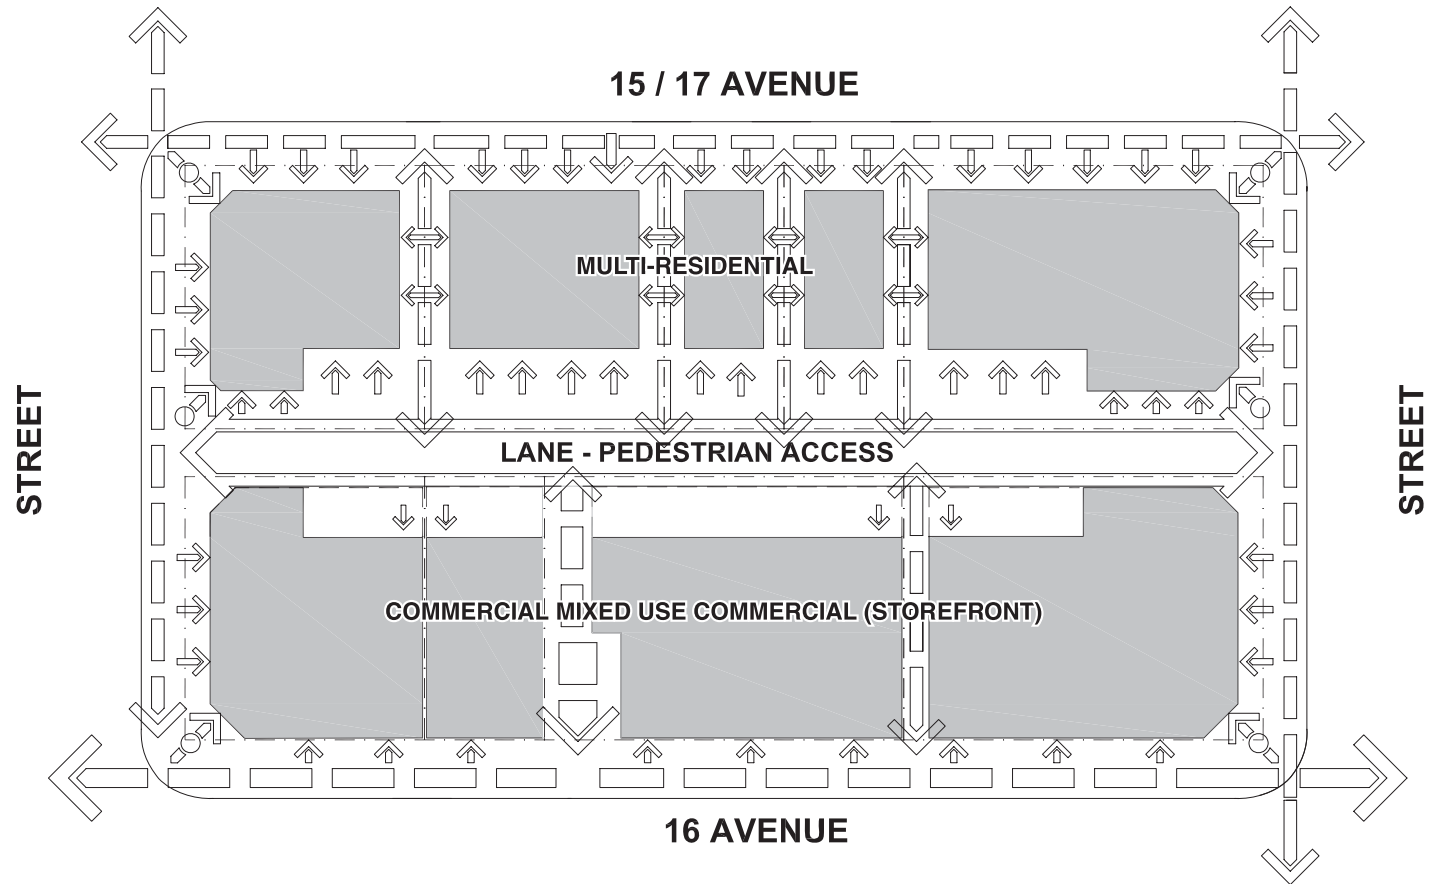 15 / 17 AVENUE
MULTI-RESIDENTIAL
STREET
STREET
LANE - PEDESTRIAN ACCESS
COMMERCIAL MIXED USE COMMERCIAL (STOREFRONT)
16 AVENUE